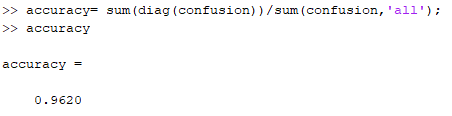 >> accuracy= sum(diag(confusion))/sum(confusion,'all');
>> accuracy
accuracy =
0.9620